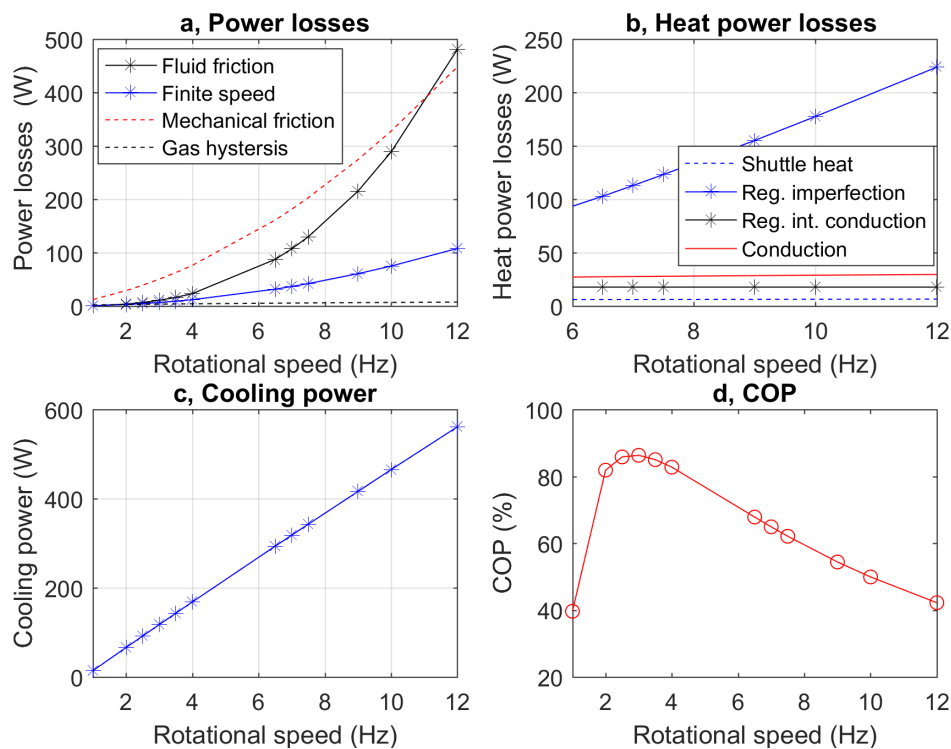 a, Power losses
Power losses (W)
500
400
300
200
100
0
Fluid friction
Finite speed
Mechanical friction
Gas hystersis
2 4 6 8 10 12
Rotational speed (Hz)
b, Heat power losses
Heat power losses (W)
250
200
150
100
50
0
Shuttle heat
Reg. imperfection
Reg. int. conduction
Conduction
6 8 10 12
Rotational speed (Hz)
c, Cooling power
Cooling power (W)
600
400
200
0
2 4 6 8 10 12
Rotational speed (Hz)
d, COP
COP (%)
100
80
60
40
20
2 4 6 8 10 12
Rotational speed (Hz)